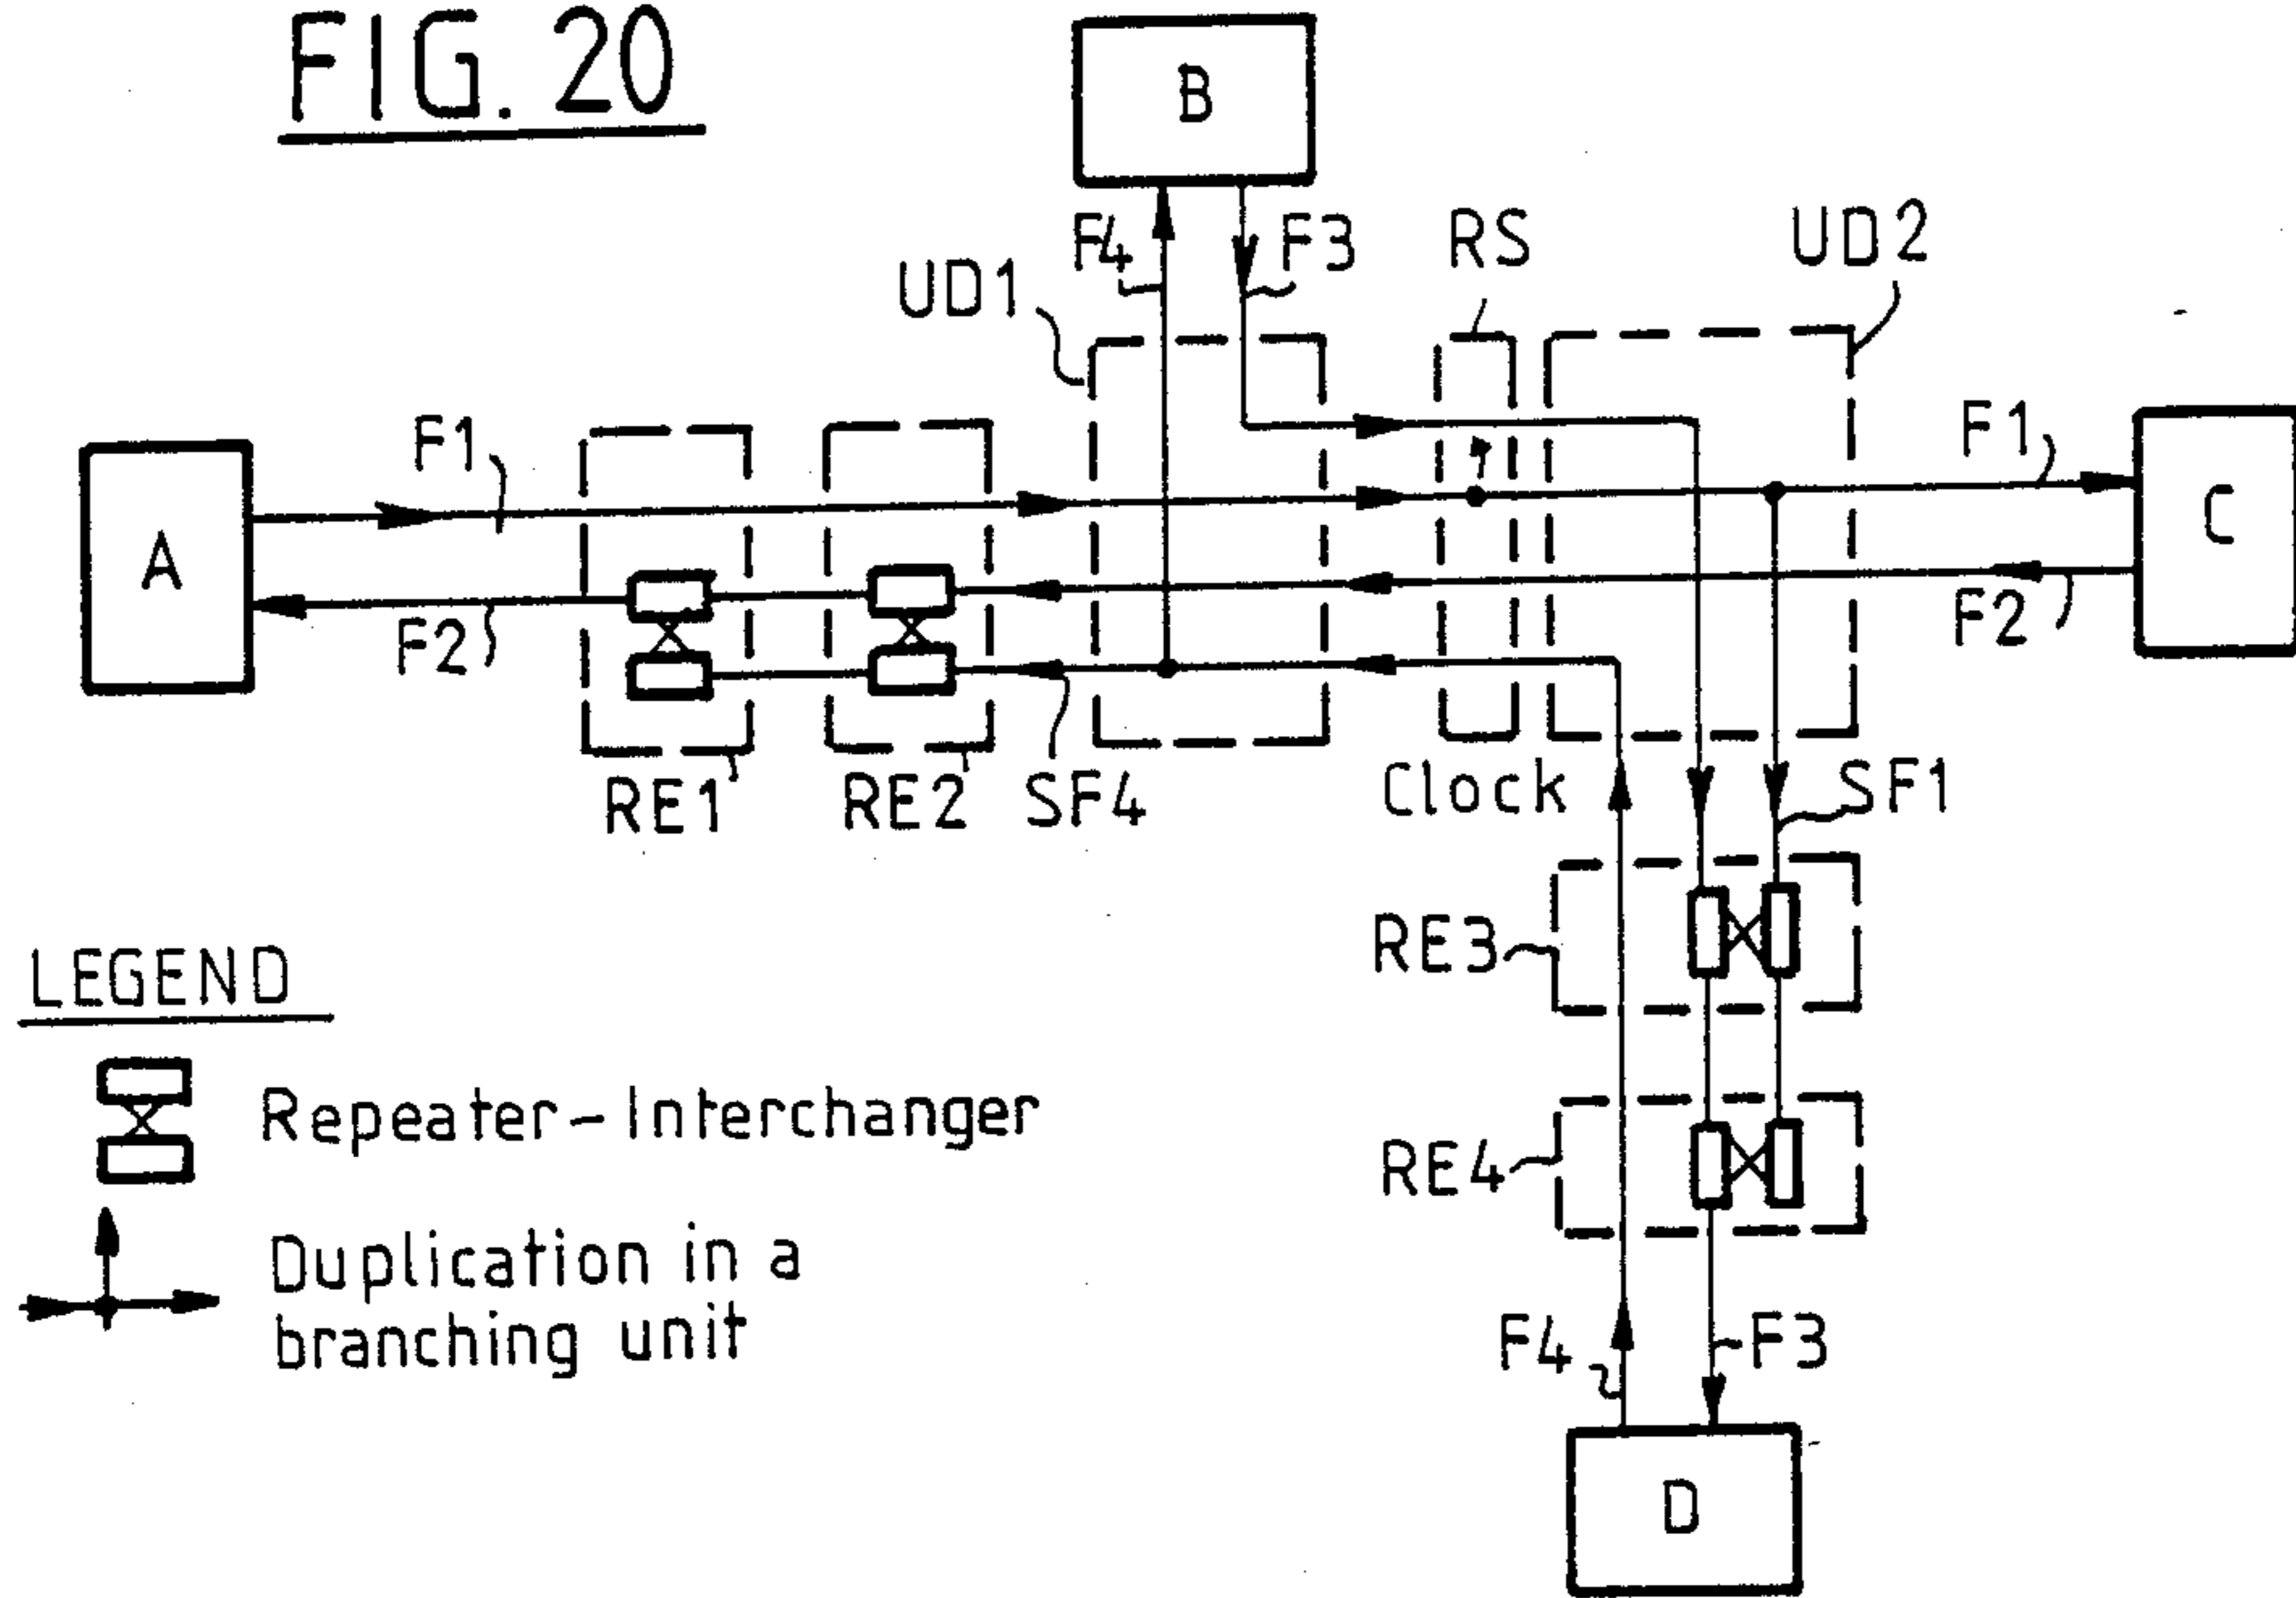 FIG. 20
B
F4
F3
RS
UD2
UD1
F1
F1
A
C
F2
F2
RE1
RE2
SF4
Clock
SF1
RE3
LEGEND
Repeater-Interchanger
RE4
Duplication in a
branching unit
F4
F3
D